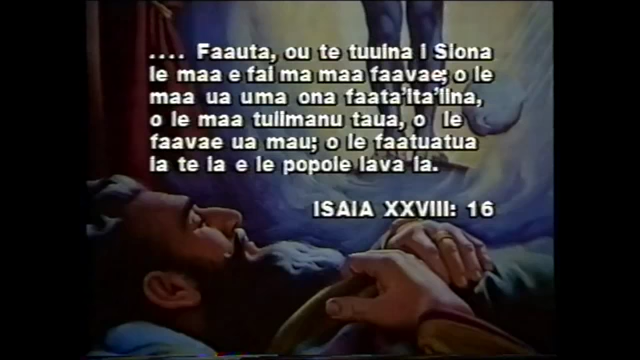 .... Faauta, ou te tuuina i Siona
le maa e fai ma maa faavae; o le
maa ua uma ona faata'ita'iina,
o le maa tulimanu taua, o le
faavae ua mau; o le faatuatua
ia te ia e le popole lava ia.
ISAIA XXVIII: 16